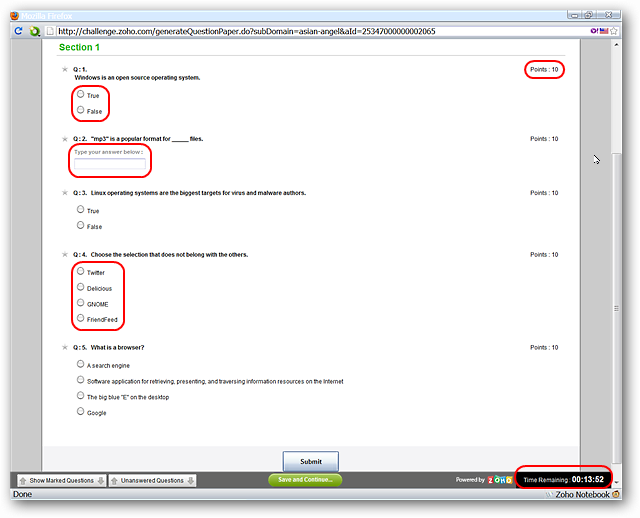 Mozilla Firefox
http://challenge.zoho.com/generateQuestionPaper.do?subDomain=asian-angel&aId=25347000000002065
Section 1
Q : 1. Points : 10
Windows is an open source operating system.
True
False
Q : 2. "mp3" is a popular format for _____ files. Points : 10
Type your answer below :
Q : 3. Linux operating systems are the biggest targets for virus and malware authors. Points : 10
True
False
Q : 4. Choose the selection that does not belong with the others. Points : 10
Twitter
Delicious
GNOME
FriendFeed
Q : 5. What is a browser? Points : 10
A search engine
Software application for retrieving, presenting, and traversing information resources on the Internet
The big blue "E" on the desktop
Google
Submit
Show Marked Questions Unanswered Questions Save and Continue... Powered by ZOHO Time Remaining : 00:13:52
Done Zoho Notebook